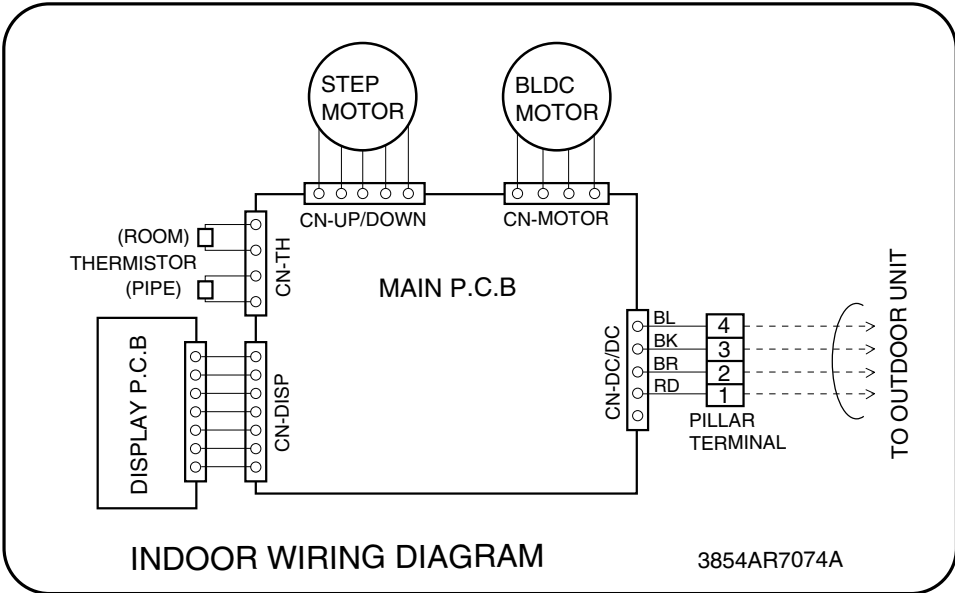 STEP
MOTOR
BLDC
MOTOR
CN-UP/DOWN
CN-MOTOR
(ROOM)
THERMISTOR
(PIPE)
CN-TH
MAIN P.C.B
DISPLAY P.C.B
CN-DISP
CN-DC/DC
BL
BK
BR
RD
4
3
2
1
PILLAR
TERMINAL
TO OUTDOOR UNIT
INDOOR WIRING DIAGRAM
3854AR7074A